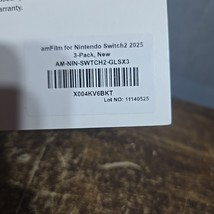 arranty.
amFilm for Nintendo Switch2 2025
3-Pack, New
AM-NIN-SWTCH2-GLSX3
X004KV6BKT
Lot NO: 11140525